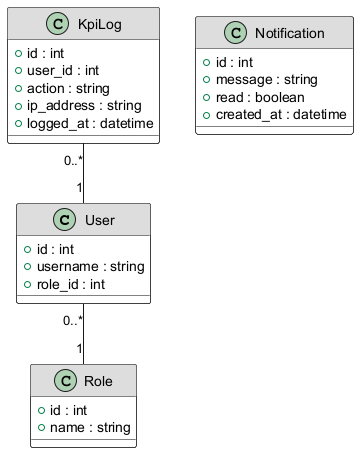 C KpiLog
id : int
user_id : int
action : string
ip_address : string
logged_at : datetime
C Notification
id : int
message : string
read : boolean
created_at : datetime
0..*
1
C User
id : int
username : string
role_id : int
0..*
1
C Role
id : int
name : string